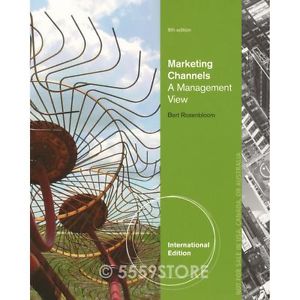 8th edition
Marketing
Channels
A Management
View
Bert Rosenbloom
International
Edition
© 5559STORE